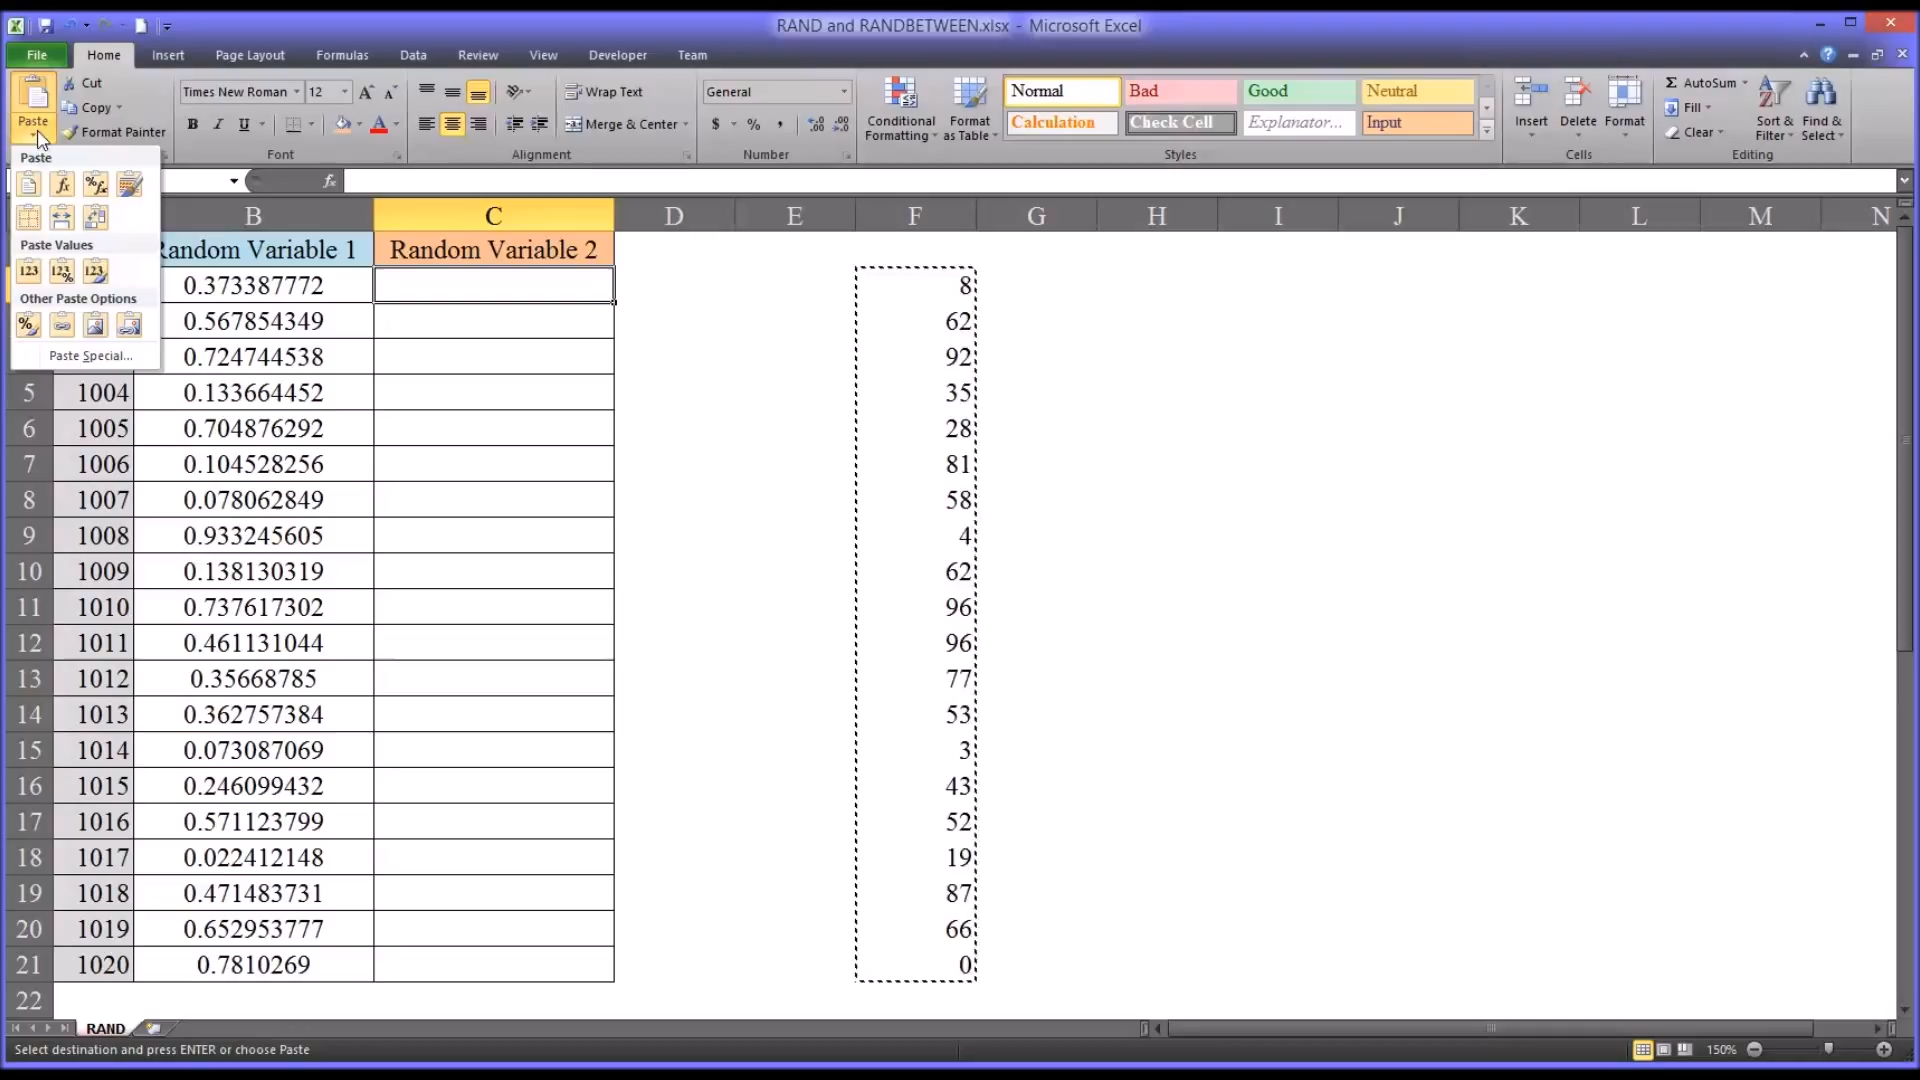 RAND and RANDBETWEEN.xlsx - Microsoft Excel
File Home Insert Page Layout Formulas Data Review View Developer Team
Paste
Cut
Copy
Format Painter
Times New Roman 12
B I U
Font
Wrap Text
Merge & Center
Alignment
General
$ % ,
Number
Conditional Formatting
Format as Table
Normal Bad Good Neutral
Calculation Check Cell Explanator... Input
Styles
Insert Delete Format
Cells
Σ AutoSum
Fill
Clear
Sort & Filter
Find & Select
Editing
Paste
Paste Values
Other Paste Options
Paste Special...
fx
B C D E F G H I J K L M N
Random Variable 1 Random Variable 2
0.373387772 8
0.567854349 62
0.724744538 92
5 1004 0.133664452 35
6 1005 0.704876292 28
7 1006 0.104528256 81
8 1007 0.078062849 58
9 1008 0.933245605 4
10 1009 0.138130319 62
11 1010 0.737617302 96
12 1011 0.461131044 96
13 1012 0.35668785 77
14 1013 0.362757384 53
15 1014 0.073087069 3
16 1015 0.246099432 43
17 1016 0.571123799 52
18 1017 0.022412148 19
19 1018 0.471483731 87
20 1019 0.652953777 66
21 1020 0.7810269 0
22
RAND
Select destination and press ENTER or choose Paste
150%